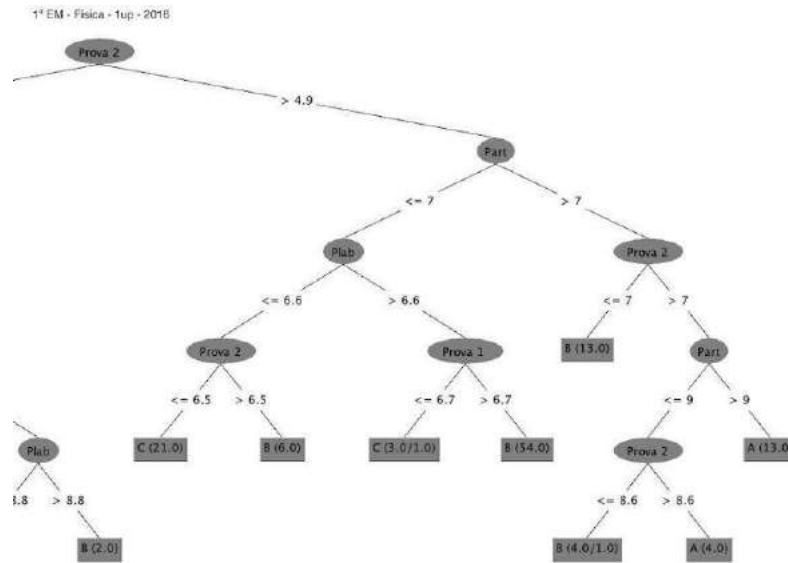 1ª EM - Física - 1up - 2016
Prova 2
> 4.9
Part
<= 7 > 7
Plab Prova 2
<= 6.6 > 6.6 <= 7 > 7
Prova 2 Prova 1 B (13.0) Part
<= 6.5 > 6.5 <= 6.7 > 6.7 <= 9 > 9
Plab C (21.0) B (6.0) C (3.0/1.0) B (54.0) Prova 2 A (13.0
8.8 > 8.8 <= 8.6 > 8.6
B (2.0) B (4.0/1.0) A (4.0)